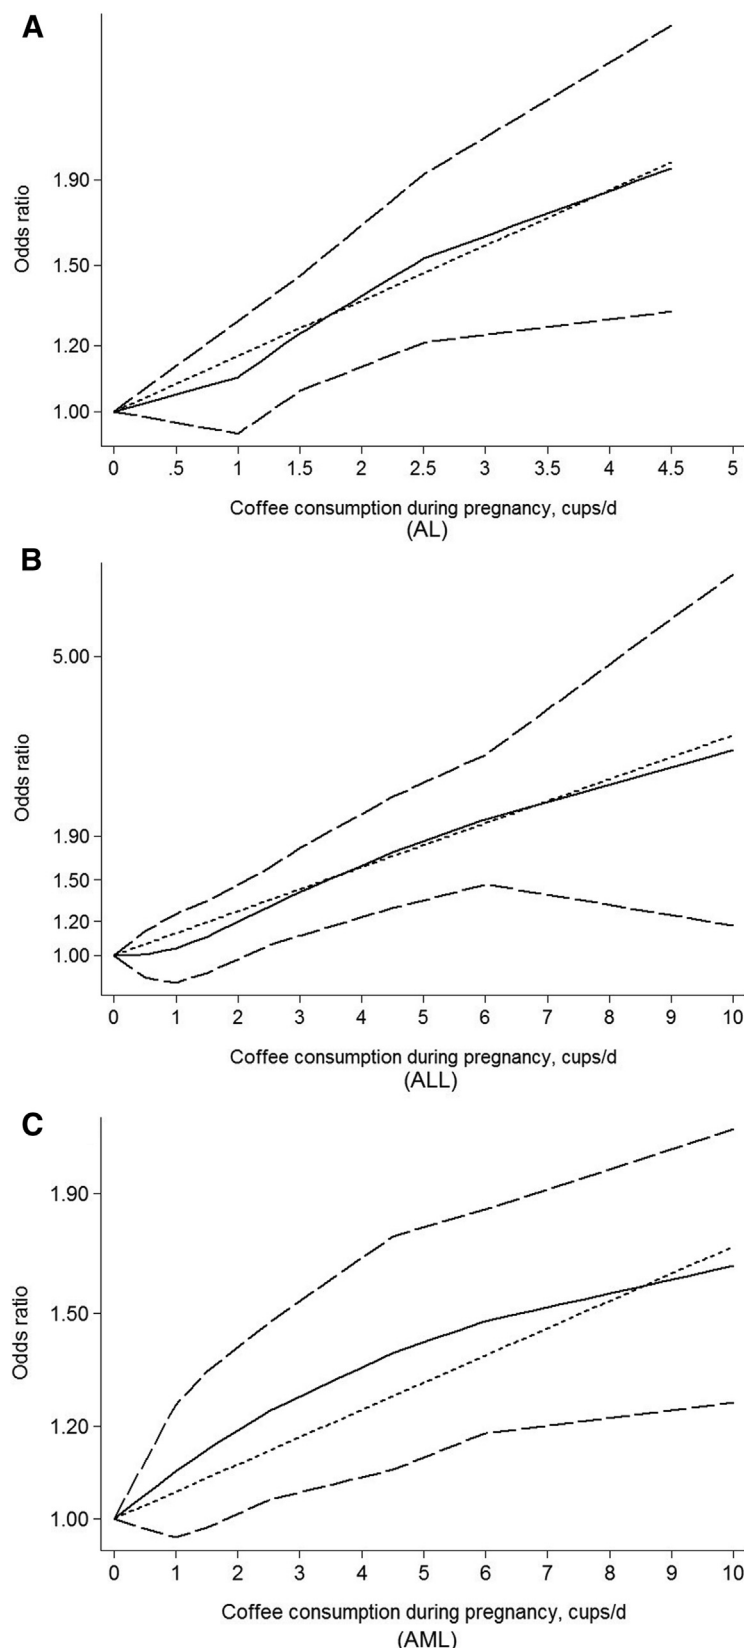 A
Odds ratio
1.90
1.50
1.20
1.00
0 .5 1 1.5 2 2.5 3 3.5 4 4.5 5
Coffee consumption during pregnancy, cups/d
(AL)
B
Odds ratio
5.00
1.90
1.50
1.20
1.00
0 1 2 3 4 5 6 7 8 9 10
Coffee consumption during pregnancy, cups/d
(ALL)
C
Odds ratio
1.90
1.50
1.20
1.00
0 1 2 3 4 5 6 7 8 9 10
Coffee consumption during pregnancy, cups/d
(AML)